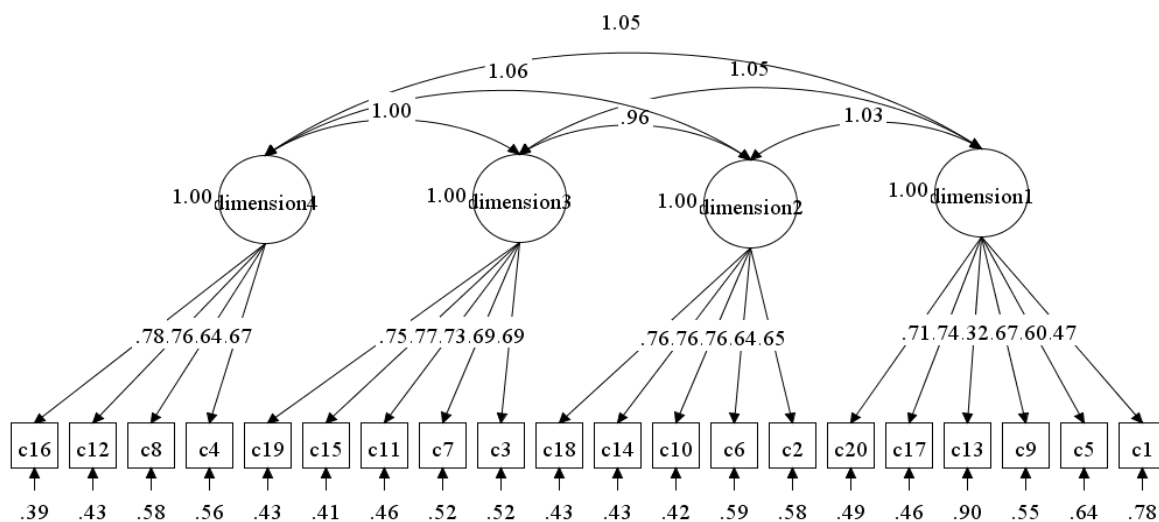 1.05
1.06 1.05
1.00 .96 1.03
1.00 dimension4 1.00 dimension3 1.00 dimension2 1.00 dimension1
.78 .76 .64 .67 .75 .77 .73 .69 .69 .76 .76 .76 .64 .65 .71 .74 .32 .67 .60 .47
c16 c12 c8 c4 c19 c15 c11 c7 c3 c18 c14 c10 c6 c2 c20 c17 c13 c9 c5 c1
.39 .43 .58 .56 .43 .41 .46 .52 .52 .43 .43 .42 .59 .58 .49 .46 .90 .55 .64 .78